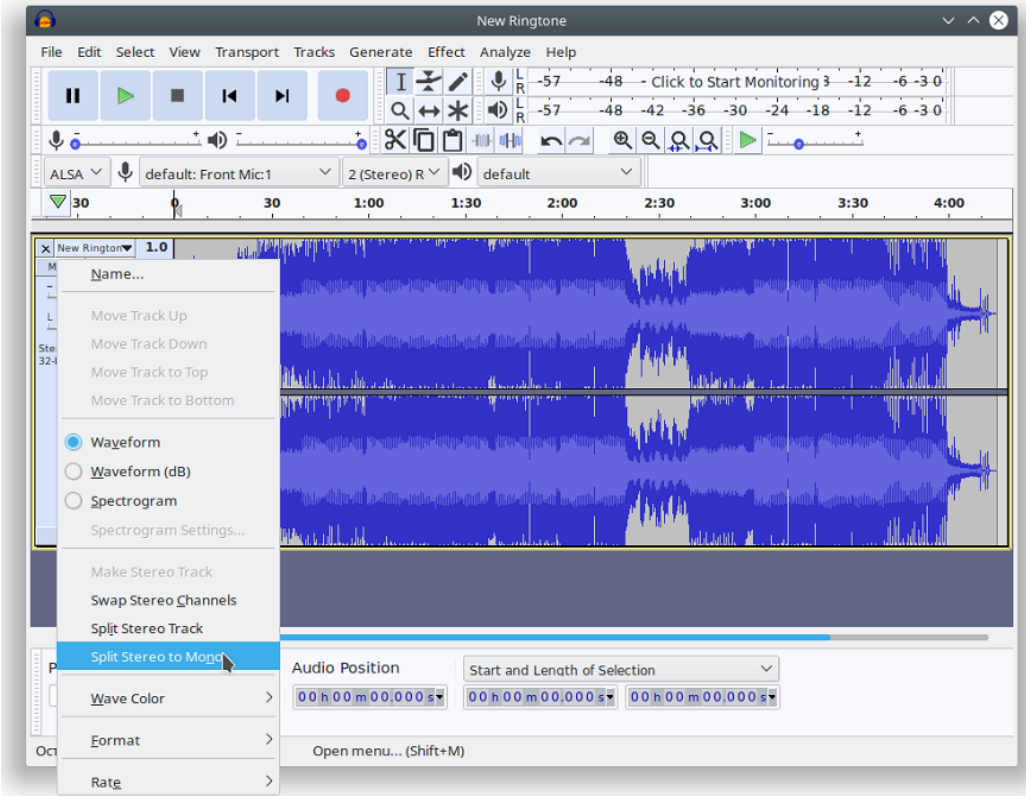 New Ringtone
File Edit Select View Transport Tracks Generate Effect Analyze Help
L R -57 -48 - Click to Start Monitoring -12 -6 -3 0
L R -57 -48 -42 -36 -30 -24 -18 -12 -6 -3 0
ALSA default: Front Mic:1 2 (Stereo) R default
30 0 30 1:00 1:30 2:00 2:30 3:00 3:30 4:00
New Rington 1.0
Name...
Move Track Up
Move Track Down
Move Track to Top
Move Track to Bottom
Waveform
Waveform (dB)
Spectrogram
Spectrogram Settings...
Make Stereo Track
Swap Stereo Channels
Split Stereo Track
Split Stereo to Mono
Wave Color
Format
Rate
Audio Position Start and Length of Selection
00 h 00 m 00.000 s 00 h 00 m 00.000 s 00 h 00 m 00.000 s
Open menu... (Shift+M)